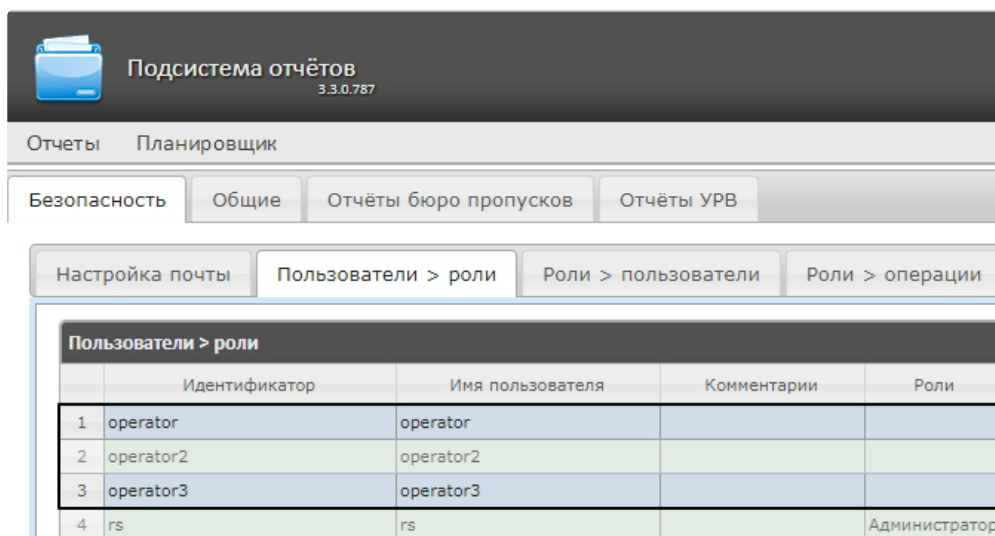 Подсистема отчётов
3.3.0.787
Отчеты Планировщик
Безопасность Общие Отчёты бюро пропусков Отчёты УРВ
Настройка почты Пользователи > роли Роли > пользователи Роли > операции
Пользователи > роли
Идентификатор Имя пользователя Комментарии Роли
1 operator operator
2 operator2 operator2
3 operator3 operator3
4 rs rs Администратор